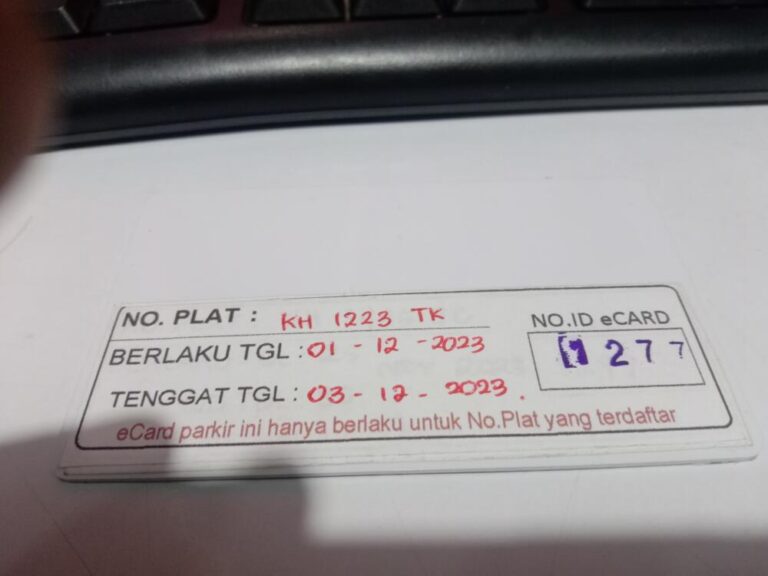 NO. PLAT : KH 1223 TK
BERLAKU TGL : 01 - 12 - 2023
TENGGAT TGL : 03 - 12 - 2023.
eCard parkir ini hanya berlaku untuk No.Plat yang terdaftar
NO.ID eCARD
1277